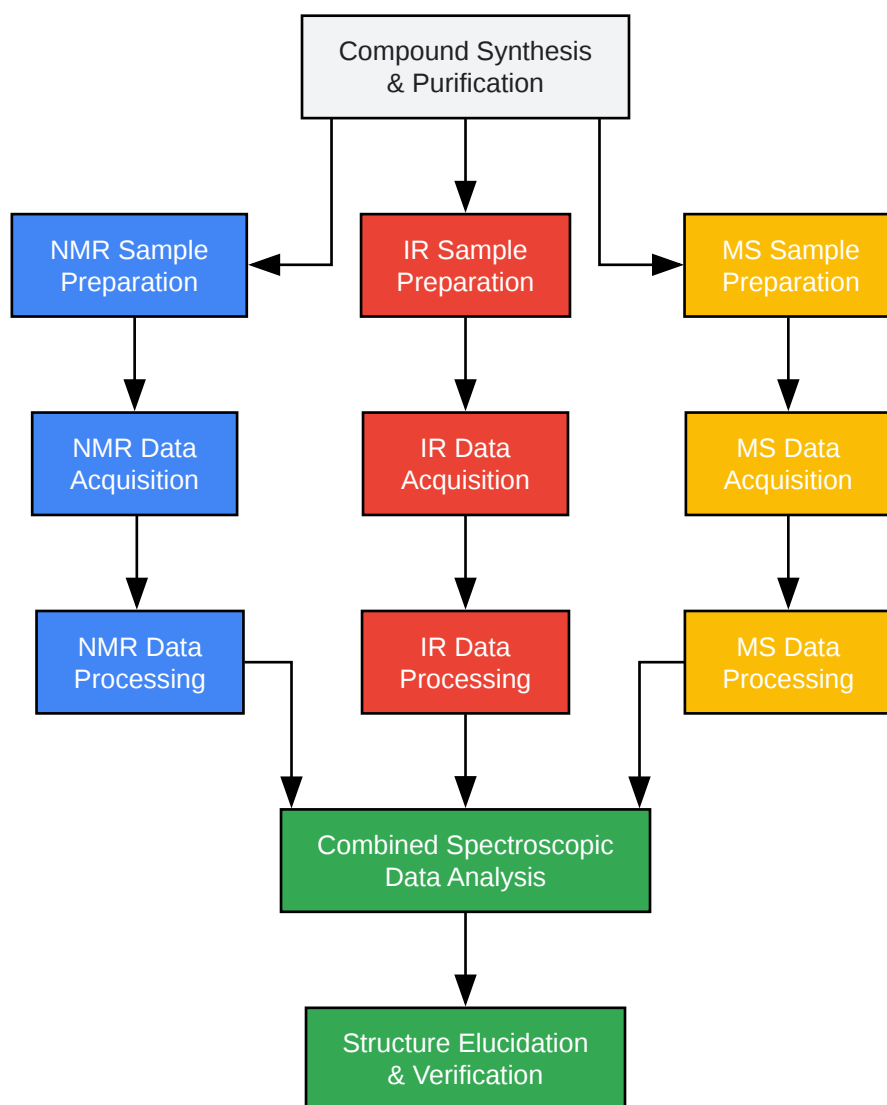 Compound Synthesis
& Purification
NMR Sample
Preparation
IR Sample
Preparation
MS Sample
Preparation
NMR Data
Acquisition
IR Data
Acquisition
MS Data
Acquisition
NMR Data
Processing
IR Data
Processing
MS Data
Processing
Combined Spectroscopic
Data Analysis
Structure Elucidation
& Verification